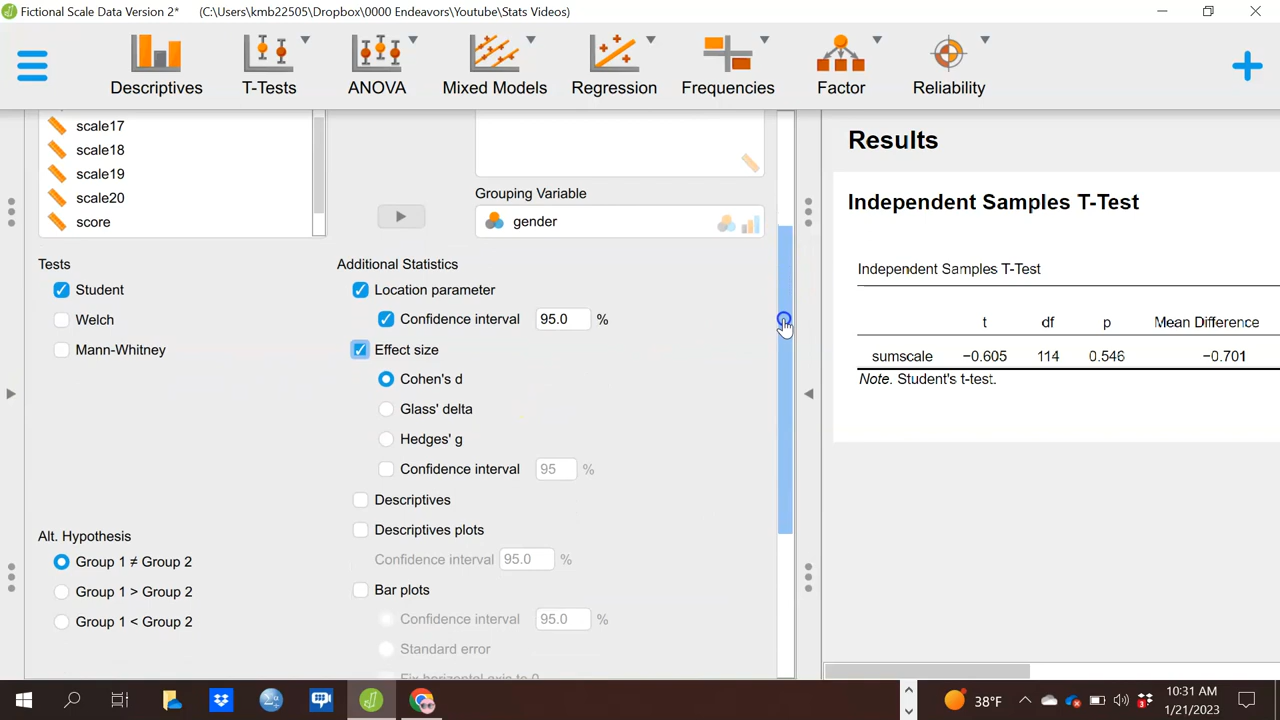 Fictional Scale Data Version 2* (C:\Users\kmb22505\Dropbox\0000 Endeavors\Youtube\Stats Videos)
Descriptives T-Tests ANOVA Mixed Models Regression Frequencies Factor Reliability
scale17
scale18
scale19
scale20
score
Grouping Variable
gender
Tests
Student
Welch
Mann-Whitney
Alt. Hypothesis
Group 1 ≠ Group 2
Group 1 > Group 2
Group 1 < Group 2
Additional Statistics
Location parameter
Confidence interval 95.0 %
Effect size
Cohen's d
Glass' delta
Hedges' g
Confidence interval 95 %
Descriptives
Descriptives plots
Confidence interval 95.0 %
Bar plots
Confidence interval 95.0 %
Standard error
Fix horizontal axis to 0
Results
Independent Samples T-Test
Independent Samples T-Test
t df p Mean Difference
sumscale −0.605 114 0.546 −0.701
Note. Student's t-test.
38°F
10:31 AM
1/21/2023